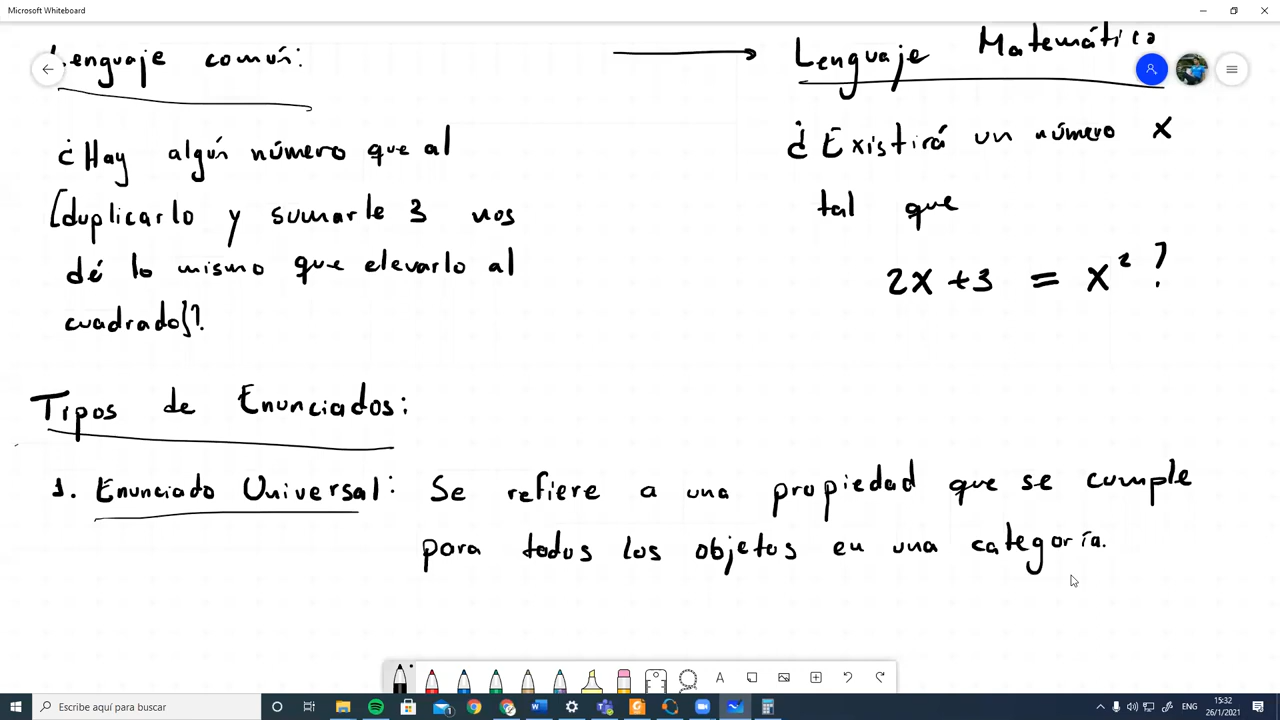 Microsoft Whiteboard
Lenguaje común:
Lenguaje Matemático
¿Hay algún número que al
[duplicarlo y sumarle 3 nos
dé lo mismo que elevarlo al
cuadrado]?
¿Existirá un número x
tal que
2x+3 = x²?
Tipos de Enunciados:
1. Enunciado Universal: Se refiere a una propiedad que se cumple
para todos los objetos en una categoría.
Escribe aquí para buscar
ENG
15:32
26/1/2021